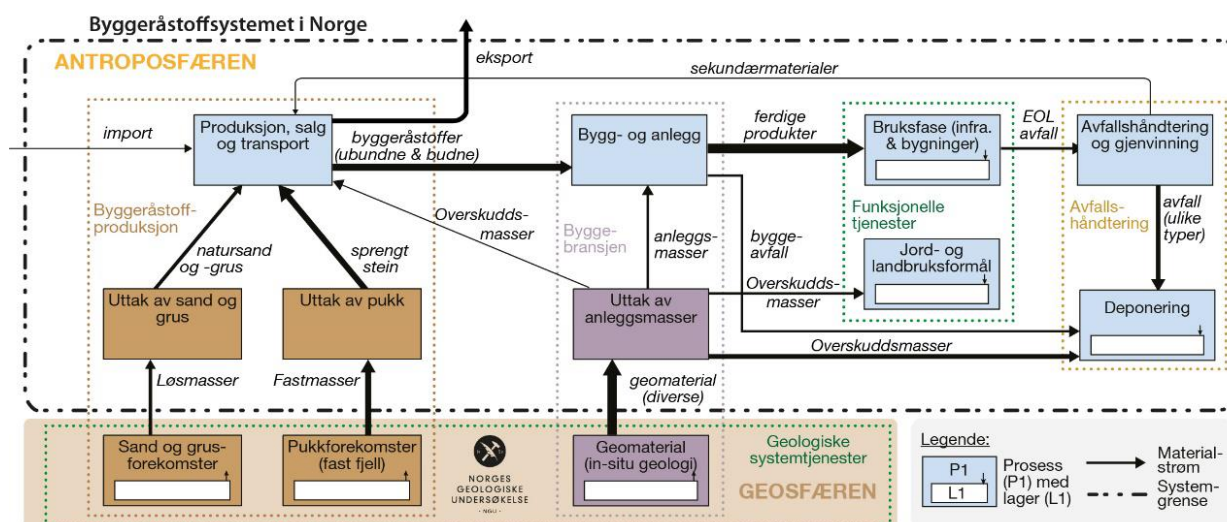 Byggeråstoffsystemet i Norge
ANTROPOSFÆREN
eksport
sekundærmaterialer
import
Produksjon, salg
og transport
byggeråstoffer
(ubundne & budne)
Bygg- og anlegg
ferdige
produkter
Bruksfase (infra.
& bygninger)
EOL
avfall
Avfallshåndtering
og gjenvinning
Byggeråstoff-
produksjon
natursand
og -grus
sprengt
stein
Overskudds-
masser
Bygge-
bransjen
anleggs-
masser
bygge-
avfall
Funksjonelle
tjenester
Jord- og
landbruksformål
Overskudds-
masser
Avfalls-
håndtering
avfall
(ulike
typer)
Uttak av sand og
grus
Uttak av pukk
Uttak av
anleggsmasser
Deponering
Overskuddsmasser
Løsmasser
Fastmasser
geomaterial
(diverse)
Sand og grus-
forekomster
Pukkforekomster
(fast fjell)
NORGES
GEOLOGISKE
UNDERSØKELSE
- NGU -
Geomaterial
(in-situ geologi)
Geologiske
systemtjenester
GEOSFÆREN
Legende:
P1
L1
Prosess
(P1) med
lager (L1)
Material-
strøm
System-
grense